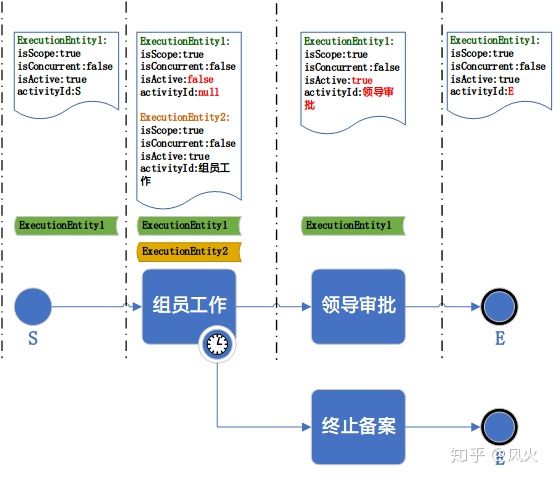 ExecutionEntity1:
isScope:true
isConcurrent:false
isActive:true
activityId:S
ExecutionEntity1:
isScope:true
isConcurrent:false
isActive:false
activityId:null
ExecutionEntity2:
isScope:true
isConcurrent:false
isActive:true
activityId:组员工
作
ExecutionEntity1:
isScope:true
isConcurrent:false
isActive:true
activityId:领导审
批
ExecutionEntity1:
isScope:true
isConcurrent:false
isActive:true
activityId:E
ExecutionEntity1
ExecutionEntity1
ExecutionEntity1
ExecutionEntity2
组员工作
领导审批
S
E
终止备案
E
知乎 @风火